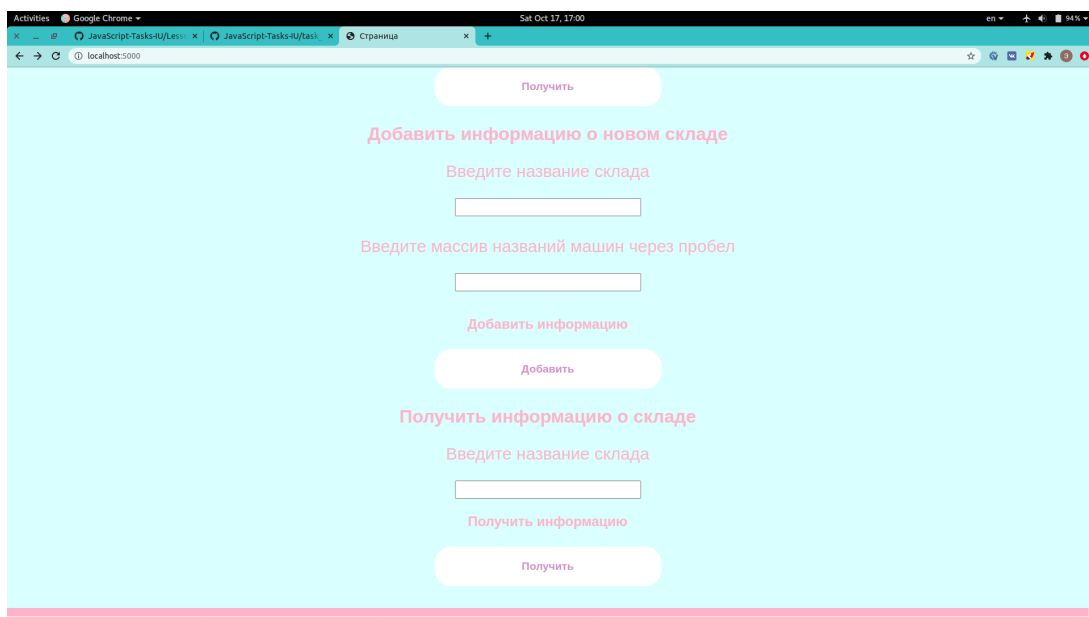 Activities Google Chrome Sat Oct 17, 17:00 en 94%
JavaScript-Tasks-IU/Less JavaScript-Tasks-IU/task_ Страница
localhost:5000
Получить
Добавить информацию о новом складе
Введите название склада
Введите массив названий машин через пробел
Добавить информацию
Добавить
Получить информацию о складе
Введите название склада
Получить информацию
Получить